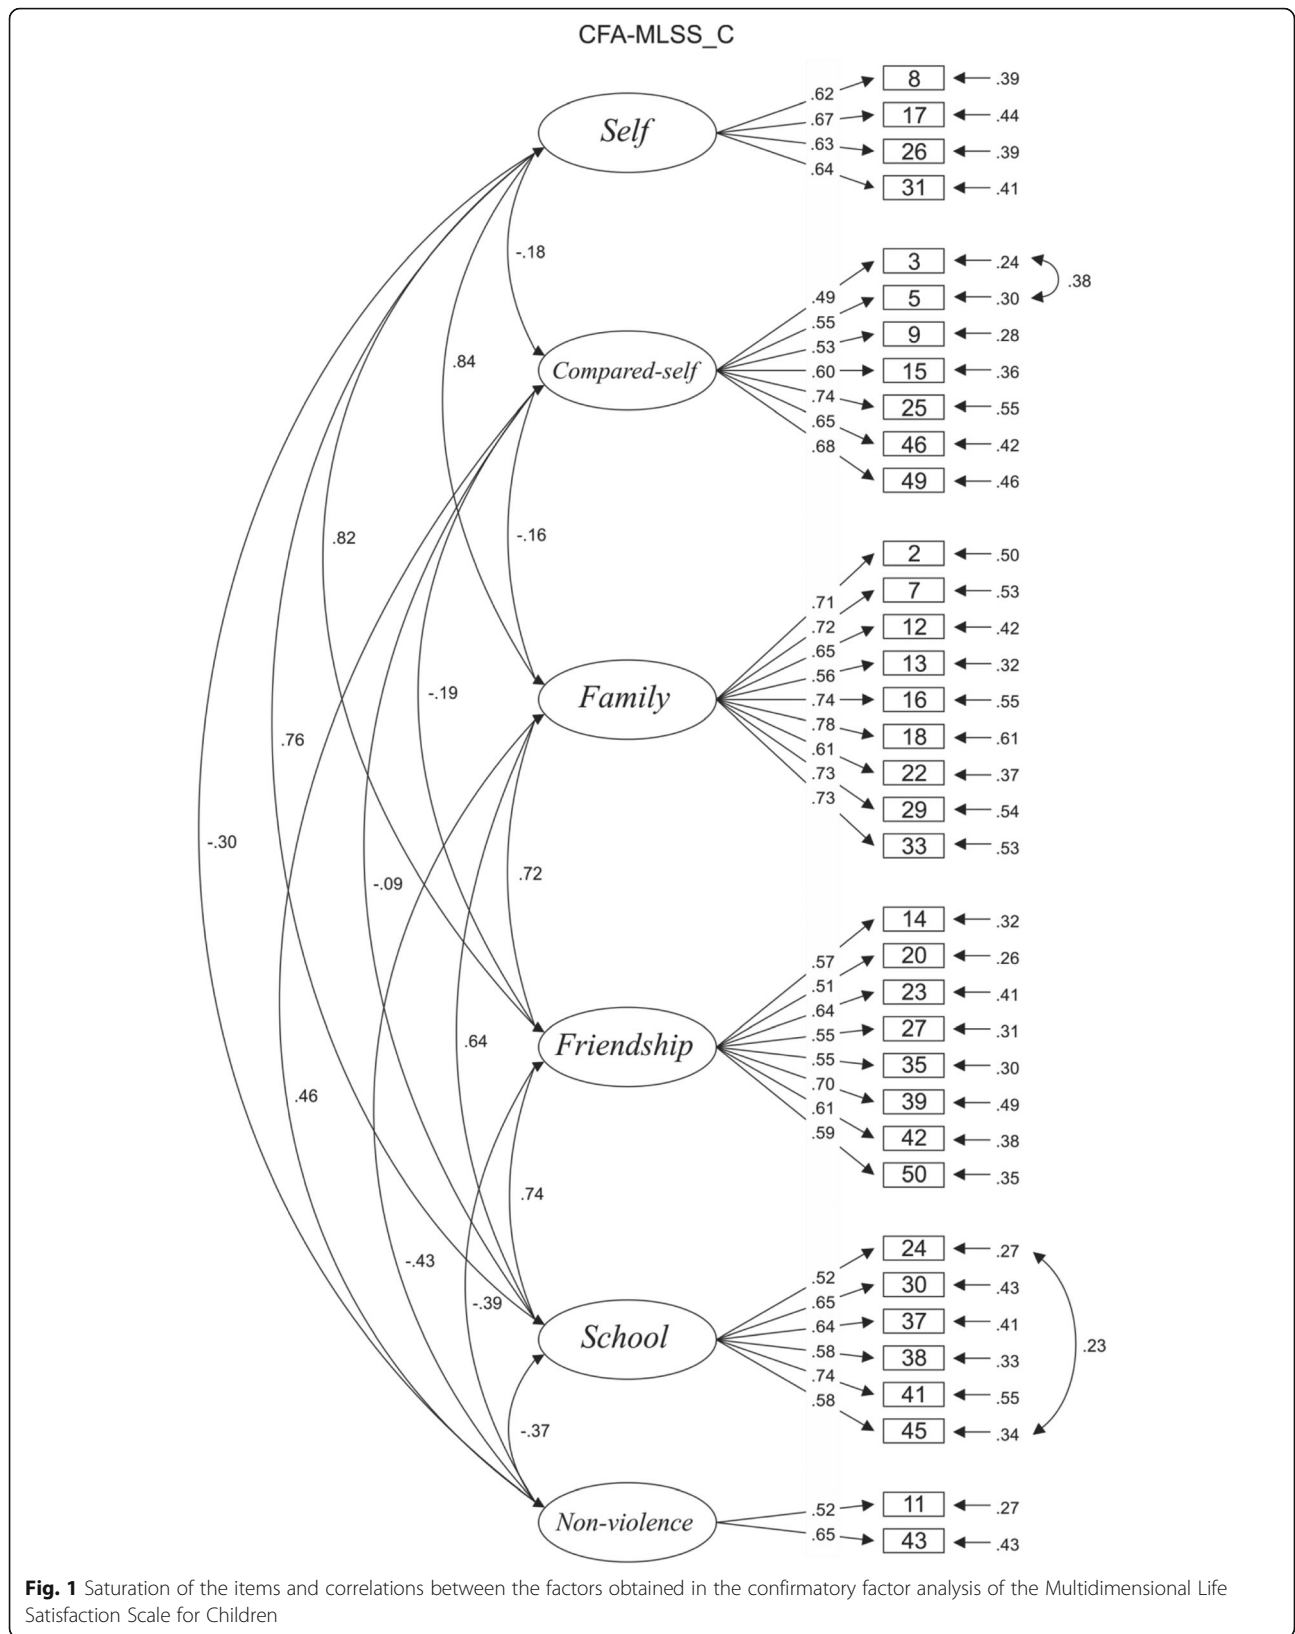 CFA-MLSS_C
Self
.62 8 .39
.67 17 .44
.63 26 .39
.64 31 .41
-.18
Compared-self
.49 3 .24
.55 5 .30
.38
.53 9 .28
.60 15 .36
.74 25 .55
.65 46 .42
.68 49 .46
.84
.82
-.16
Family
.71 2 .50
.72 7 .53
.65 12 .42
.56 13 .32
.74 16 .55
.78 18 .61
.61 22 .37
.73 29 .54
.73 33 .53
-.19
.76
-.30
-.09
.72
Friendship
.57 14 .32
.51 20 .26
.64 23 .41
.55 27 .31
.55 35 .30
.70 39 .49
.61 42 .38
.59 50 .35
.64
.46
.74
-.43
-.39
School
.52 24 .27
.65 30 .43
.64 37 .41
.58 38 .33
.74 41 .55
.58 45 .34
.23
-.37
Non-violence
.52 11 .27
.65 43 .43
Fig. 1 Saturation of the items and correlations between the factors obtained in the confirmatory factor analysis of the Multidimensional Life
Satisfaction Scale for Children